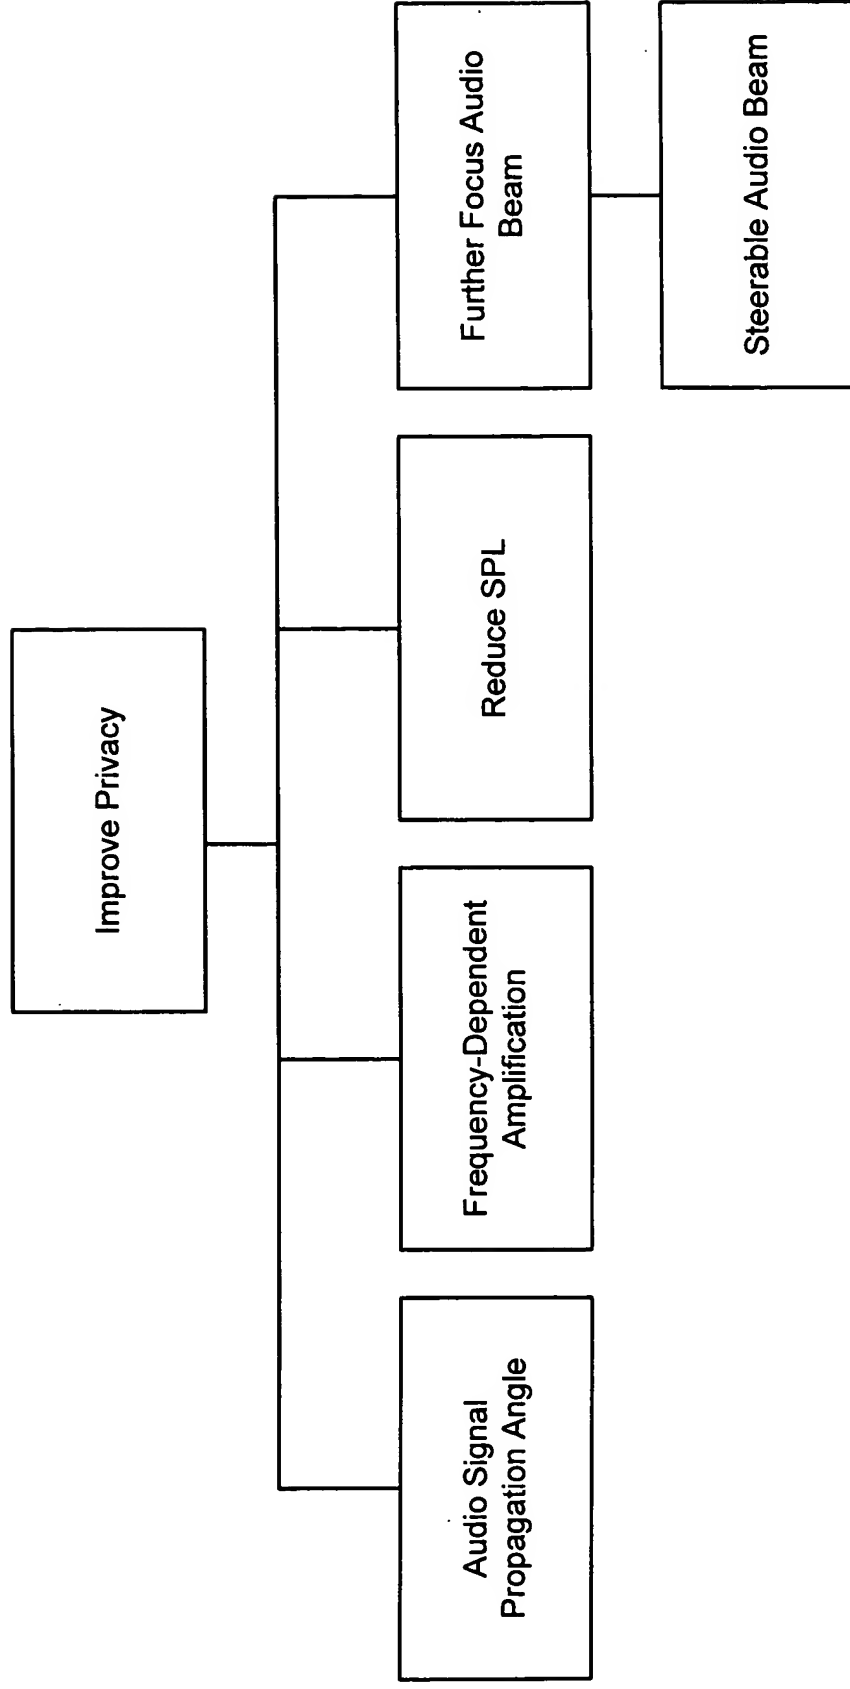 Improve Privacy
Audio Signal
Propagation Angle
Frequency-Dependent
Amplification
Reduce SPL
Further Focus Audio
Beam
Steerable Audio Beam